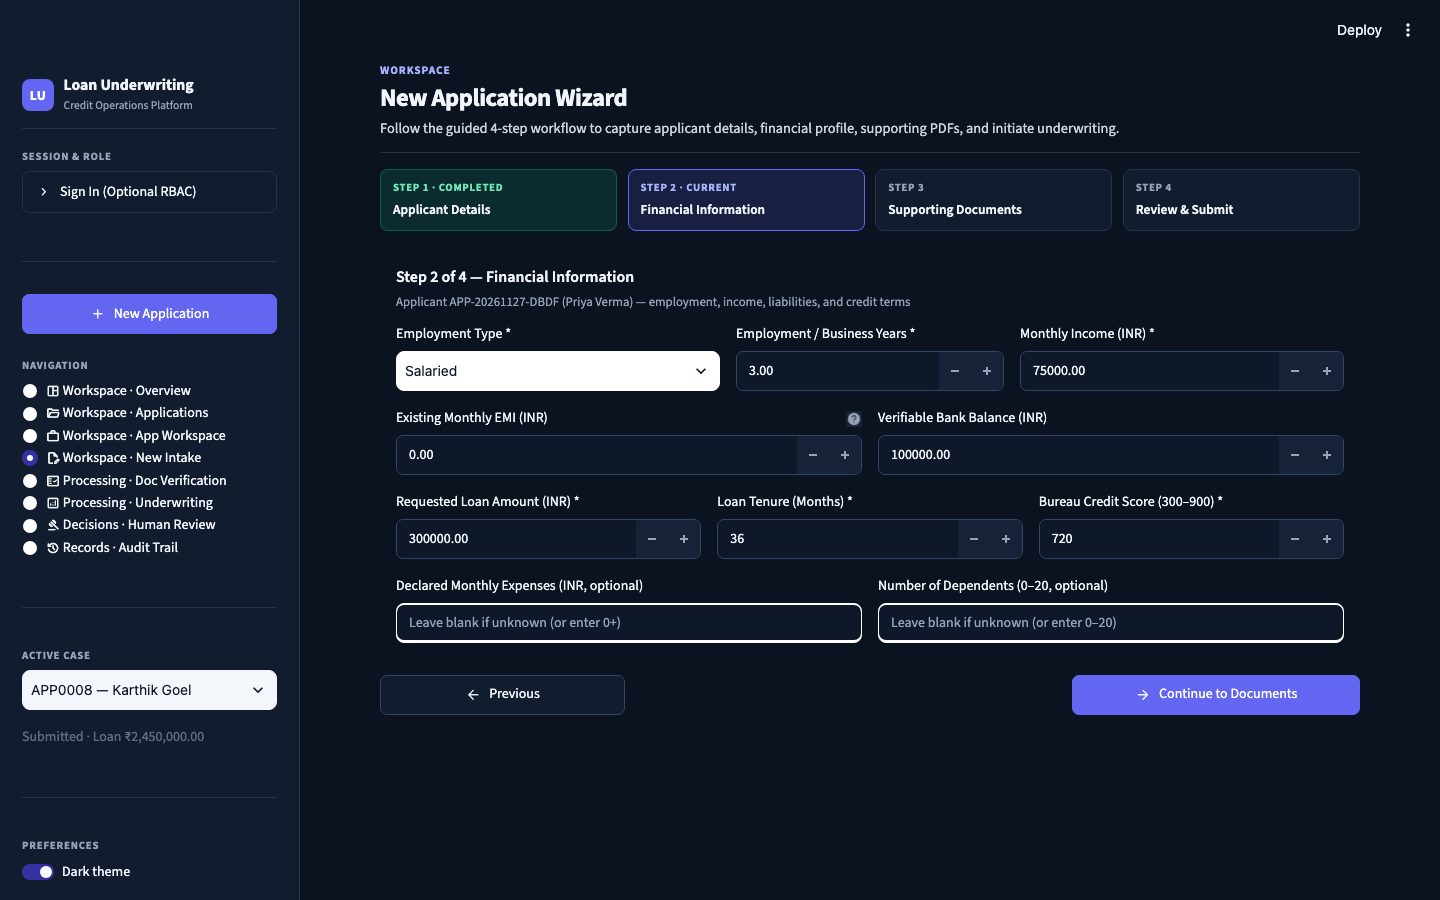 Deploy
LU
Loan Underwriting
Credit Operations Platform
SESSION & ROLE
Sign In (Optional RBAC)
New Application
NAVIGATION
Workspace · Overview
Workspace · Applications
Workspace · App Workspace
Workspace · New Intake
Processing · Doc Verification
Processing · Underwriting
Decisions · Human Review
Records · Audit Trail
ACTIVE CASE
APP0008 — Karthik Goel
Submitted · Loan ₹2,450,000.00
PREFERENCES
Dark theme
WORKSPACE
New Application Wizard
Follow the guided 4-step workflow to capture applicant details, financial profile, supporting PDFs, and initiate underwriting.
STEP 1 · COMPLETED
Applicant Details
STEP 2 · CURRENT
Financial Information
STEP 3
Supporting Documents
STEP 4
Review & Submit
Step 2 of 4 — Financial Information
Applicant APP-20261127-DBDF (Priya Verma) — employment, income, liabilities, and credit terms
Employment Type *
Employment / Business Years *
Monthly Income (INR) *
Salaried
3.00
75000.00
Existing Monthly EMI (INR)
Verifiable Bank Balance (INR)
0.00
100000.00
Requested Loan Amount (INR) *
Loan Tenure (Months) *
Bureau Credit Score (300–900) *
300000.00
36
720
Declared Monthly Expenses (INR, optional)
Number of Dependents (0–20, optional)
Leave blank if unknown (or enter 0+)
Leave blank if unknown (or enter 0–20)
Previous
Continue to Documents